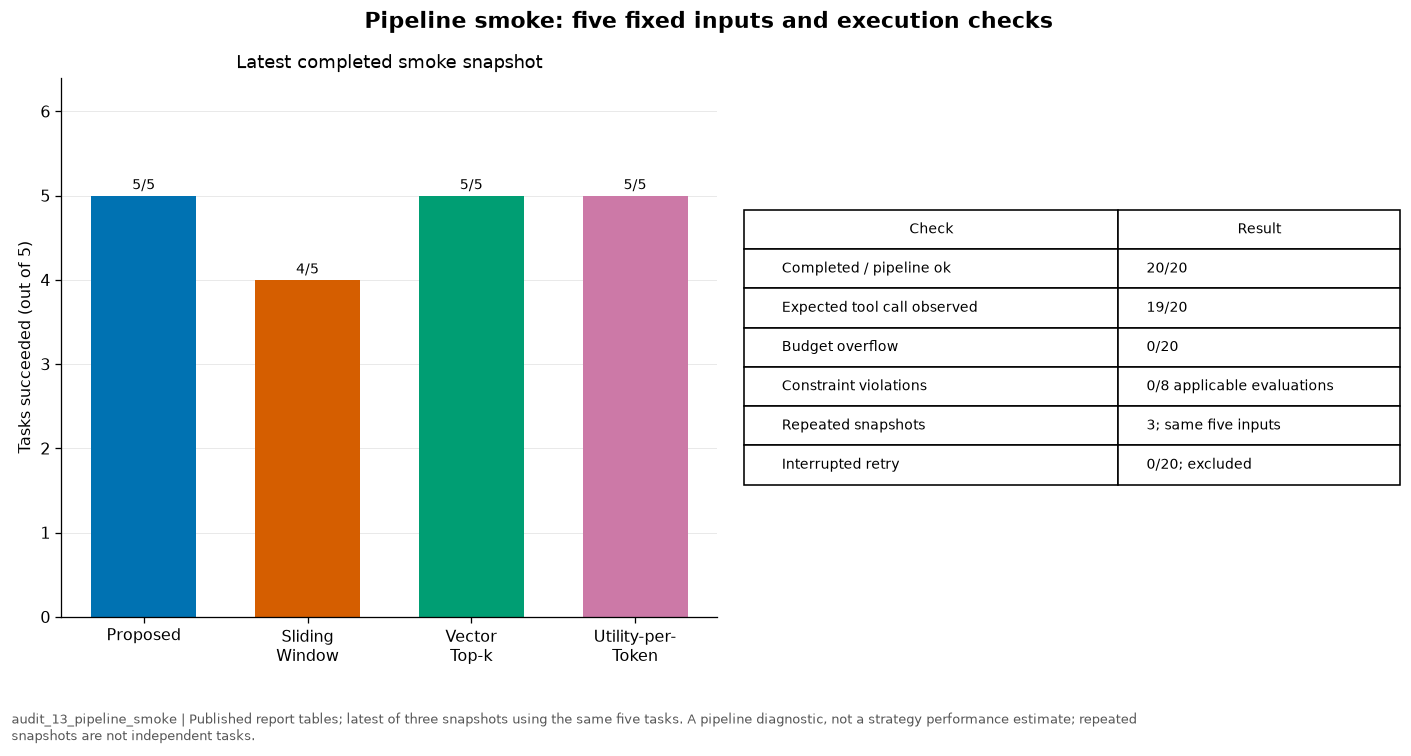 Pipeline smoke: five fixed inputs and execution checks
Latest completed smoke snapshot
Tasks succeeded (out of 5)
6
5
4
3
2
1
0
5/5
4/5
5/5
5/5
Proposed
Sliding
Window
Vector
Top-k
Utility-per-
Token
Check Result
Completed / pipeline ok 20/20
Expected tool call observed 19/20
Budget overflow 0/20
Constraint violations 0/8 applicable evaluations
Repeated snapshots 3; same five inputs
Interrupted retry 0/20; excluded
audit_13_pipeline_smoke | Published report tables; latest of three snapshots using the same five tasks. A pipeline diagnostic, not a strategy performance estimate; repeated
snapshots are not independent tasks.